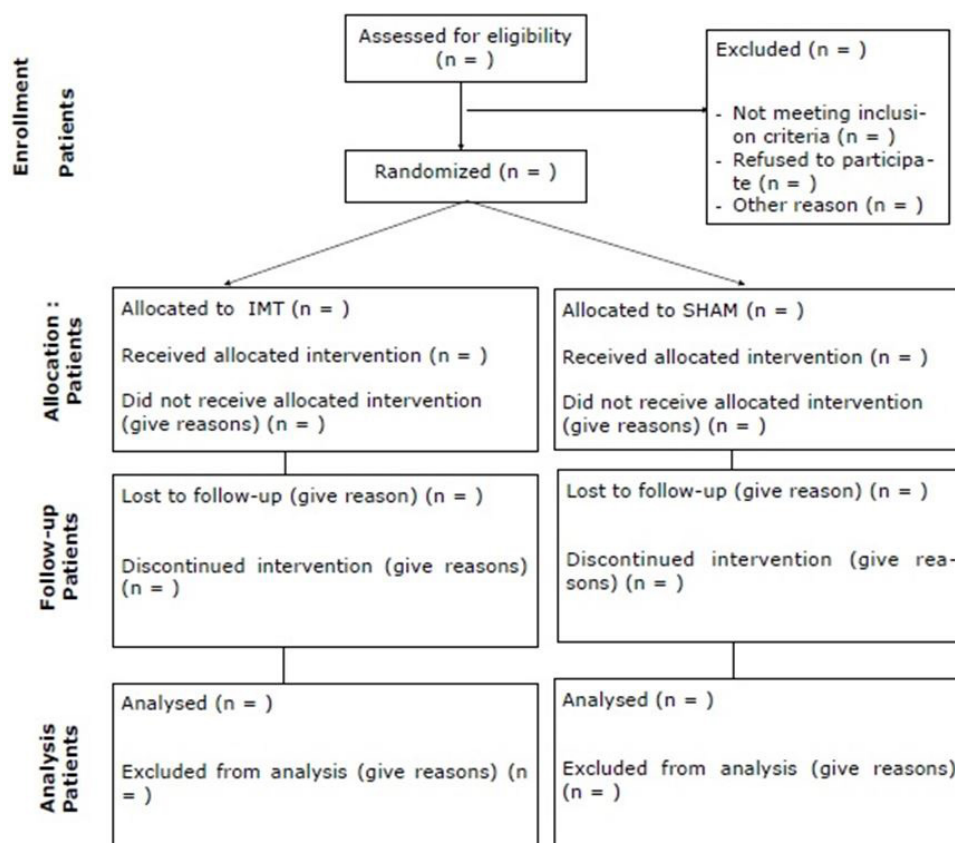 Enrollment
Patients
Assessed for eligibility
(n = )
Excluded (n = )
- Not meeting inclusi-
on criteria (n = )
- Refused to participa-
te (n = )
- Other reason (n = )
Randomized (n = )
Allocation :
Patients
Allocated to IMT (n = )
Received allocated intervention (n = )
Did not receive allocated intervention
(give reasons) (n = )
Allocated to SHAM (n = )
Received allocated intervention (n = )
Did not receive allocated intervention
(give reasons) (n = )
Follow-up
Patients
Lost to follow-up (give reason) (n = )
Discontinued intervention (give reasons)
(n = )
Lost to follow-up (give reason) (n = )
Discontinued intervention (give rea-
sons) (n = )
Analysis
Patients
Analysed (n = )
Excluded from analysis (give reasons) (n
= )
Analysed (n = )
Excluded from analysis (give reasons)
(n = )